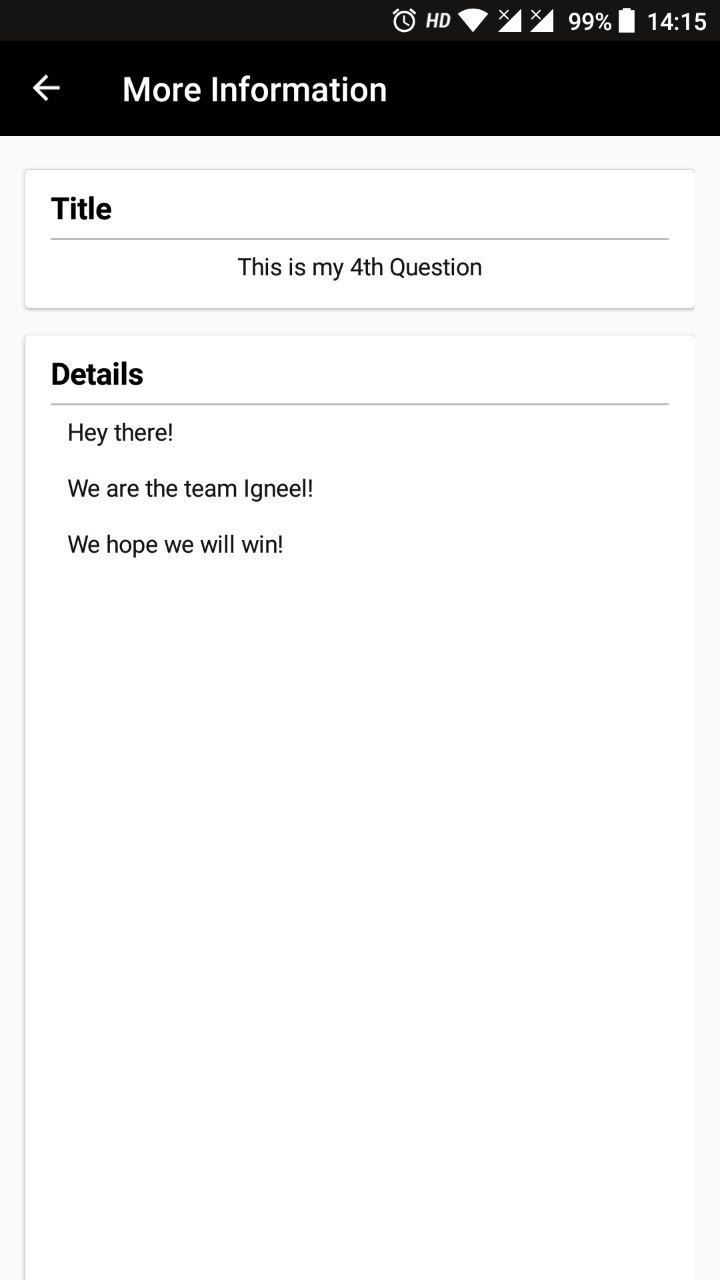 HD 99% 14:15
More Information
Title
This is my 4th Question
Details
Hey there!
We are the team Igneel!
We hope we will win!